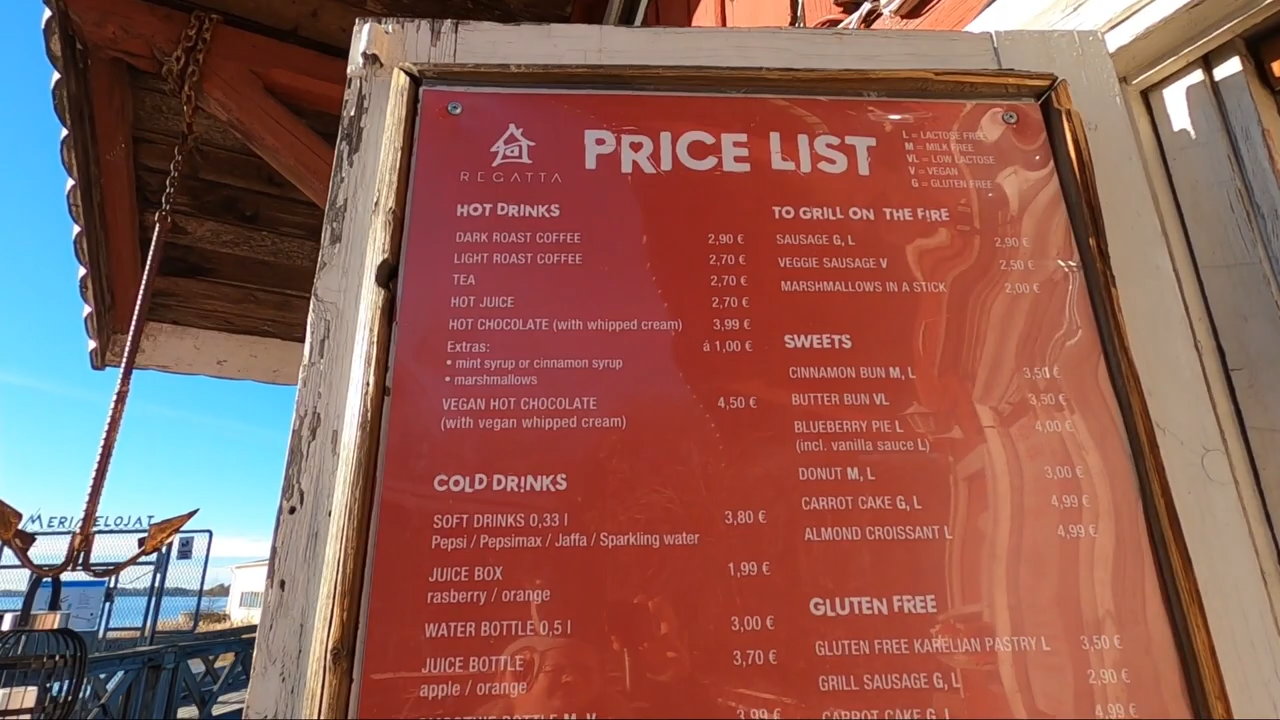 REGATTA
PRICE LIST
L = LACTOSE FREE
M = MILK FREE
VL = LOW LACTOSE
V = VEGAN
G = GLUTEN FREE
HOT DRINKS
DARK ROAST COFFEE 2,90 €
LIGHT ROAST COFFEE 2,70 €
TEA 2,70 €
HOT JUICE 2,70 €
HOT CHOCOLATE (with whipped cream) 3,99 €
Extras: á 1,00 €
• mint syrup or cinnamon syrup
• marshmallows
VEGAN HOT CHOCOLATE 4,50 €
(with vegan whipped cream)
COLD DRINKS
SOFT DRINKS 0,33 l 3,80 €
Pepsi / Pepsimax / Jaffa / Sparkling water
JUICE BOX 1,99 €
rasberry / orange
WATER BOTTLE 0,5 l 3,00 €
JUICE BOTTLE 3,70 €
apple / orange
SMOOTHIE BOTTLE M, V 3,99 €
TO GRILL ON THE FIRE
SAUSAGE G, L 2,90 €
VEGGIE SAUSAGE V 2,50 €
MARSHMALLOWS IN A STICK 2,00 €
SWEETS
CINNAMON BUN M, L 3,50 €
BUTTER BUN VL 3,50 €
BLUEBERRY PIE L 4,00 €
(incl. vanilla sauce L)
DONUT M, L 3,00 €
CARROT CAKE G, L 4,99 €
ALMOND CROISSANT L 4,99 €
GLUTEN FREE
GLUTEN FREE KARELIAN PASTRY L 3,50 €
GRILL SAUSAGE G, L 2,90 €
CARROT CAKE G, L 4,99 €